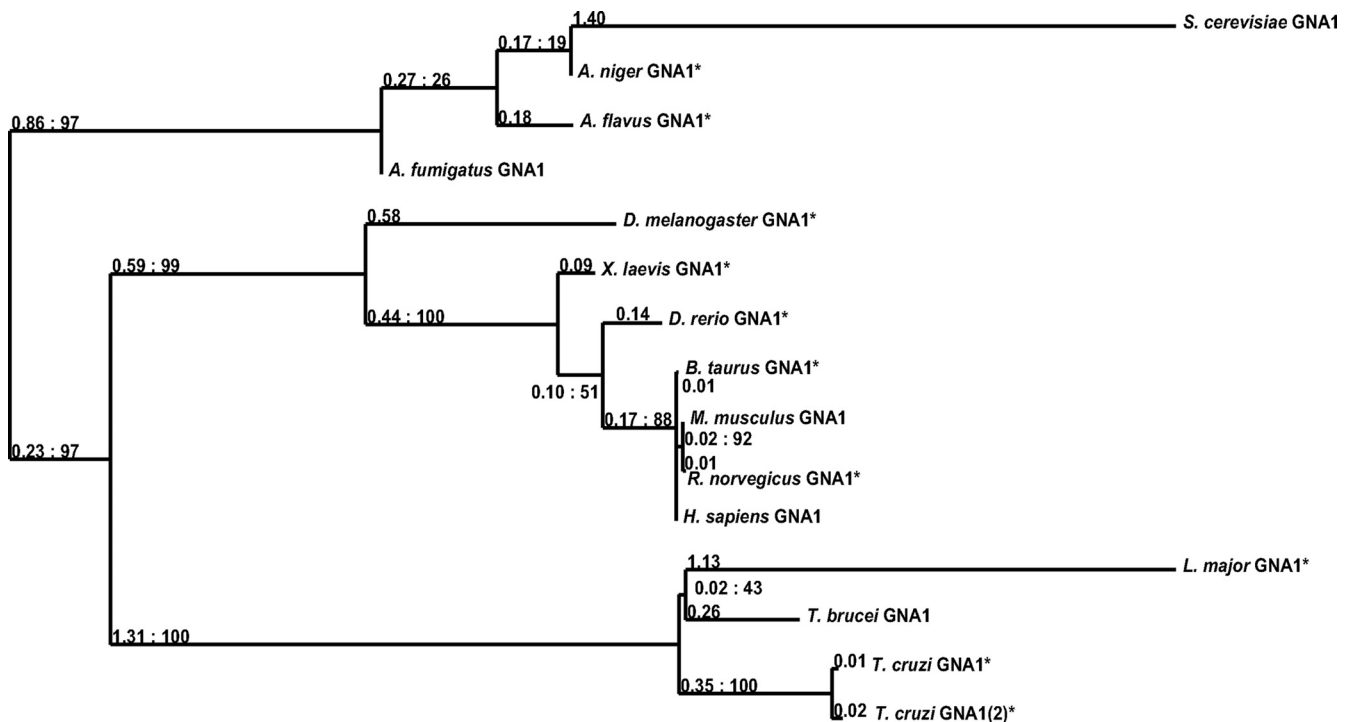 1.40
S. cerevisiae GNA1
0.17 : 19
A. niger GNA1*
0.27 : 26
0.18
A. flavus GNA1*
0.86 : 97
A. fumigatus GNA1
0.58
D. melanogaster GNA1*
0.59 : 99
0.09
X. laevis GNA1*
0.44 : 100
0.14
D. rerio GNA1*
B. taurus GNA1*
0.01
0.10 : 51
0.17 : 88
M. musculus GNA1
0.02 : 92
0.23 : 97
0.01
R. norvegicus GNA1*
H. sapiens GNA1
1.13
L. major GNA1*
0.02 : 43
0.26
T. brucei GNA1
1.31 : 100
0.01
T. cruzi GNA1*
0.35 : 100
0.02
T. cruzi GNA1(2)*